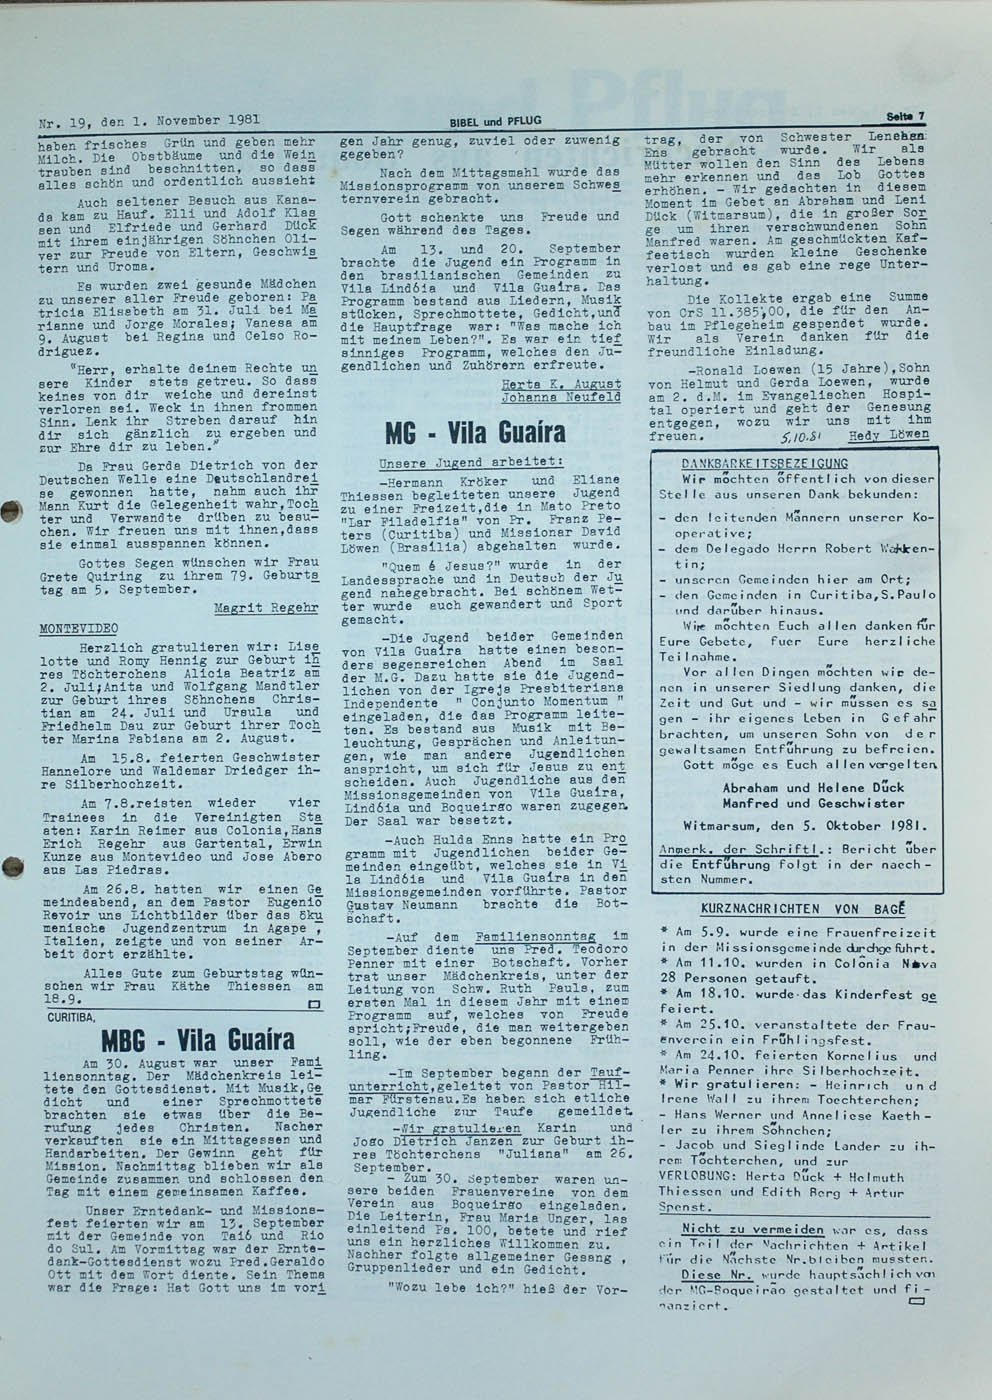 Nr. 19, den 1. November 1981
BIBEL und PFLUG
Seite 7
haben frisches Grün und geben mehr
Milch. Die Obstbäume und die Wein
trauben sind beschnitten, so dass
alles schön und ordentlich aussieht
Auch seltener Besuch aus Kana-
da kam zu Hauf. Elli und Adolf Klas
sen und Elfriede und Gerhard Dück
mit ihrem einjährigen Söhnchen Oli-
ver zur Freude von Eltern, Geschwis
tern und Uroma.
Es wurden zwei gesunde Mädchen
zu unserer aller Freude geboren: Pa
tricia Elisabeth am 31. Juli bei Ma
rianne und Jorge Morales; Vanesa am
9. August bei Regina und Celso Ro-
driguez.
"Herr, erhalte deinem Rechte un
sere Kinder stets getreu. So dass
keines von dir weiche und dereinst
verloren sei. Weck in ihnen frommen
Sinn. Lenk ihr Streben darauf hin
dir sich gänzlich zu ergeben und
zur Ehre dir zu leben."
Da Frau Gerda Dietrich von der
Deutschen Welle eine Deutschlandrei
se gewonnen hatte, nahm auch ihr
Mann Kurt die Gelegenheit wahr,Toch
ter und Verwandte drüben zu besu-
chen. Wir freuen uns mit ihnen,dass
sie einmal ausspannen können.
Gottes Segen wünschen wir Frau
Grete Quiring zu ihrem 79. Geburts
tag am 5. September.
Magrit Regehr
MONTEVIDEO
Herzlich gratulieren wir: Lise
lotte und Romy Hennig zur Geburt ih
res Töchterchens Alicia Beatriz am
2. Juli;Anita und Wolfgang Mandtler
zur Geburt ihres Söhnchens Chris-
tian am 24. Juli und Ursula und
Friedhelm Dau zur Geburt ihrer Toch
ter Marina Fabiana am 2. August.
Am 15.8. feierten Geschwister
Hannelore und Waldemar Driedger ih-
re Silberhochzeit.
Am 7.8.reisten wieder vier
Trainees in die Vereinigten Sta
aten: Karin Reimer aus Colonia,Hans
Erich Regehr aus Gartental, Erwin
Kunze aus Montevideo und Jose Abero
aus Las Piedras.
Am 26.8. hatten wir einen Ge
meindeabend, an dem Pastor Eugenio
Revoir uns Lichtbilder über das öku
menische Jugendzentrum in Agape,
Italien, zeigte und von seiner Ar-
beit dort erzählte.
Alles Gute zum Geburtstag wün-
schen wir Frau Käthe Thiessen am
18.9.
CURITIBA,
MBG - Vila Guaíra
Am 30. August war unser Fami
liensonntag. Der Mädchenkreis lei-
tete den Gottesdienst. Mit Musik,Ge
dicht und einer Sprechmottete
brachten sie etwas über die Be-
rufung jedes Christen. Nacher
verkauften sie ein Mittagessen und
Handarbeiten. Der Gewinn geht für
Mission. Nachmittag blieben wir als
Gemeinde zusammen und schlossen den
Tag mit einem gemeinsamen Kaffee.
Unser Erntedank- und Missions-
fest feierten wir am 13. September
mit der Gemeinde von Taió und Rio
do Sul. Am Vormittag war der Ernte-
dank-Gottesdienst wozu Pred.Geraldo
Ott mit dem Wort diente. Sein Thema
war die Frage: Hat Gott uns im vori
gen Jahr genug, zuviel oder zuwenig
gegeben?
Nach dem Mittagsmahl wurde das
Missionsprogramm von unserem Schwes
ternverein gebracht.
Gott schenkte uns Freude und
Segen während des Tages.
Am 13. und 20. September
brachte die Jugend ein Programm in
den brasilianischen Gemeinden zu
Vila Lindóia und Vila Guaíra. Das
Programm bestand aus Liedern, Musik
stücken, Sprechmottete, Gedicht,und
die Hauptfrage war: "Was mache ich
mit meinem Leben?". Es war ein tief
sinniges Programm, welches den Ju-
gendlichen und Zuhörern erfreute.
Herta K. August
Johanna Neufeld
MG - Vila Guaíra
Unsere Jugend arbeitet:
-Hermann Kröker und Eliane
Thiessen begleiteten unsere Jugend
zu einer Freizeit,die in Mato Preto
"Lar Filadelfia" von Pr. Franz Pe-
ters (Curitiba) und Missionar David
Löwen (Brasilia) abgehalten wurde.
"Quem é Jesus?" wurde in der
Landessprache und in Deutsch der Ju
gend nahegebracht. Bei schönem Wet-
ter wurde auch gewandert und Sport
gemacht.
-Die Jugend beider Gemeinden
von Vila Guaíra hatte einen beson-
ders segensreichen Abend im Saal
der M.G. Dazu hatte sie die Jugend-
lichen von der Igreja Presbiteriana
Independente " Conjunto Momentum "
eingeladen, die das Programm leite-
ten. Es bestand aus Musik mit Be-
leuchtung, Gesprächen und Anleitun-
gen, wie man andere Jugendlichen
anspricht, um sich für Jesus zu ent
scheiden. Auch Jugendliche aus den
Missionsgemeinden von Vila Guaíra,
Lindóia und Boqueirão waren zugegen.
Der Saal war besetzt.
-Auch Hulda Enns hatte ein Pro
gramm mit Jugendlichen beider Ge-
meinden eingeübt, welches sie in Vi
la Lindóia und Vila Guaíra in den
Missionsgemeinden vorführte. Pastor
Gustav Neumann brachte die Bot-
schaft.
-Auf dem Familiensonntag im
September diente uns Pred. Teodoro
Penner mit einer Botschaft. Vorher
trat unser Mädchenkreis, unter der
Leitung von Schw. Ruth Pauls, zum
ersten Mal in diesem Jahr mit einem
Programm auf, welches von Freude
spricht;Freude, die man weitergeben
soll, wie der eben begonnene Früh-
ling.
-Im September begann der Tauf-
unterricht,geleitet von Pastor Hil-
mar Fürstenau.Es haben sich etliche
Jugendliche zur Taufe gemeildet.
-Wir gratulieren Karin und
João Dietrich Janzen zur Geburt ih-
res Töchterchens "Juliana" am 26.
September.
- Zum 30. September waren un-
sere beiden Frauenvereine von dem
Verein aus Boqueirão eingeladen.
Die Leiterin, Frau Maria Unger, las
einleitend Ps. 100, betete und rief
uns ein herzliches Willkommen zu.
Nachher folgte allgemeiner Gesang ,
Gruppenlieder und ein Gedicht.
"Wozu lebe ich?" hieß der Vor-
trag, der von Schwester Lenchen
Ens gebracht wurde. Wir als
Mütter wollen den Sinn des Lebens
mehr erkennen und das Lob Gottes
erhöhen. - Wir gedachten in diesem
Moment im Gebet an Abraham und Leni
Dück (Witmarsum), die in großer Sor
ge um ihren verschwundenen Sohn
Manfred waren. Am geschmückten Kaf-
feetisch wurden kleine Geschenke
verlost und es gab eine rege Unter-
haltung.
Die Kollekte ergab eine Summe
von CrS 11.385,00, die für den An-
bau im Pflegeheim gespendet wurde.
Wir als Verein danken für die
freundliche Einladung.
-Ronald Loewen (15 Jahre),Sohn
von Helmut und Gerda Loewen, wurde
am 2. d.M. im Evangelischen Hospi-
tal operiert und geht der Genesung
entgegen, wozu wir uns mit ihm
freuen. 5.10.81 Hedy Löwen
DANKBARKEITSBEZEIGUNG
Wir möchten öffentlich von dieser
Stelle aus unseren Dank bekunden:
- den leitenden Männern unserer Ko-
operative;
- dem Delegado Herrn Robert Warken-
tin;
- unseren Gemeinden hier am Ort;
- den Gemeinden in Curitiba,S.Paulo
und darüber hinaus.
Wir möchten Euch allen danken für
Eure Gebete, fuer Eure herzliche
Teilnahme.
Vor allen Dingen möchten wir de-
nen in unserer Siedlung danken, die
Zeit und Gut und - wir müssen es sa
gen - ihr eigenes Leben in Gefahr
brachten, um unseren Sohn von der
gewaltsamen Entführung zu befreien.
Gott möge es Euch allen vergelten.
Abraham und Helene Dück
Manfred und Geschwister
Witmarsum, den 5. Oktober 1981.
Anmerk. der Schriftl.: Bericht über
die Entführung folgt in der naech-
sten Nummer.
KURZNACHRICHTEN VON BAGÉ
* Am 5.9. wurde eine Frauenfreizeit
in der Missionsgemeinde durchgeführt.
* Am 11.10. wurden in Colônia Nova
28 Personen getauft.
* Am 18.10. wurde das Kinderfest ge
feiert.
* Am 25.10. veranstaltete der Frau-
enverein ein Frühlingsfest.
* Am 24.10. feierten Kornelius und
Maria Penner ihre Silberhochzeit.
* Wir gratulieren: - Heinrich und
Irene Wall zu ihrem Toechterchen;
- Hans Werner und Anneliese Kaeth-
ler zu ihrem Söhnchen;
- Jacob und Sieglinde Lander zu ih-
rem Töchterchen, und zur
VERLOBUNG: Herta Dück + Helmuth
Thiessen und Edith Berg + Artur
Spenst.
Nicht zu vermeiden war es, dass
ein Teil der Nachrichten + Artikel
für die Nächste Nr.bleiben mussten.
Diese Nr. wurde hauptsächlich von
der MG-Boqueirão gestaltet und fi-
nanziert.